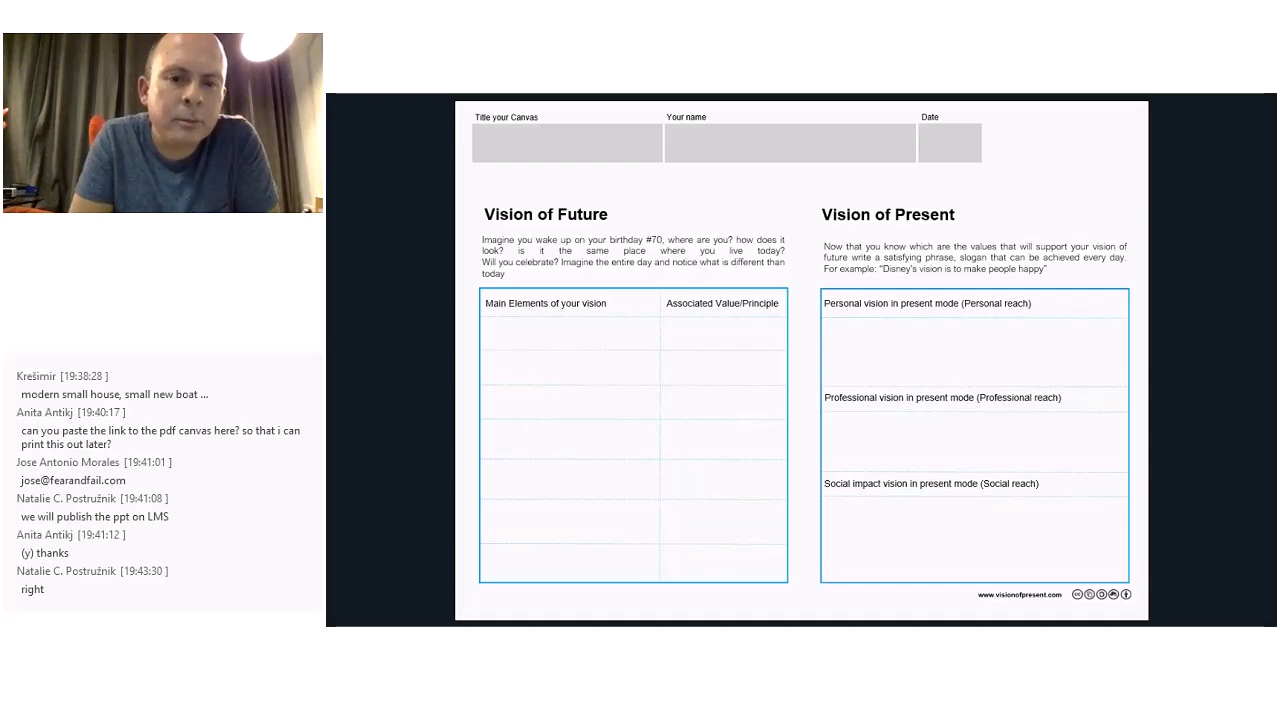 Krešimir [19:38:28 ]
modern small house, small new boat ...
Anita Antikj [19:40:17 ]
can you paste the link to the pdf canvas here? so that i can
print this out later?
Jose Antonio Morales [19:41:01 ]
jose@fearandfail.com
Natalie C. Postružnik [19:41:08 ]
we will publish the ppt on LMS
Anita Antikj [19:41:12 ]
(y) thanks
Natalie C. Postružnik [19:43:30 ]
right
Title your Canvas
Your name
Date
Vision of Future
Imagine you wake up on your birthday #70, where are you? how does it
look? is it the same place where you live today?
Will you celebrate? Imagine the entire day and notice what is different than
today
Main Elements of your vision
Associated Value/Principle
Vision of Present
Now that you know which are the values that will support your vision of
future write a satisfying phrase, slogan that can be achieved every day.
For example: “Disney's vision is to make people happy”
Personal vision in present mode (Personal reach)
Professional vision in present mode (Professional reach)
Social impact vision in present mode (Social reach)
www.visionofpresent.com